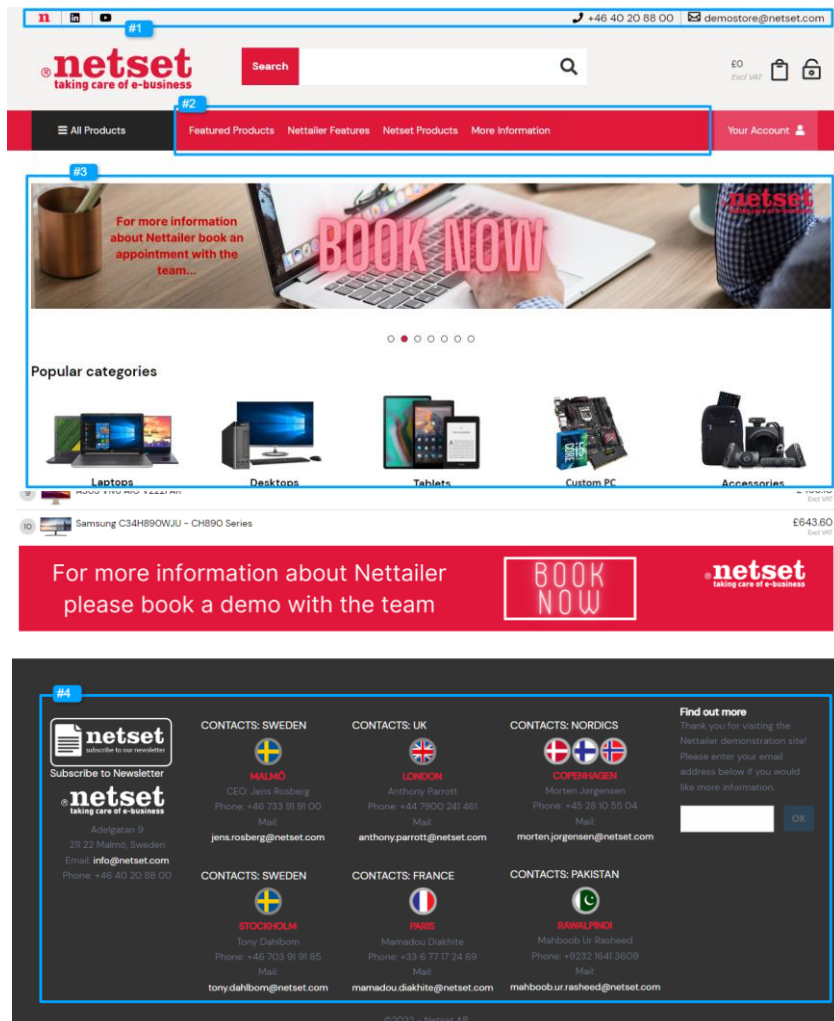 n
+46 40 20 88 00 demostore@netset.com
#1
® netset
taking care of e-business
Search
£0
Excl VAT
#2
All Products Featured Products Nettailer Features Netset Products More Information Your Account
#3
For more information
about Nettailer book an
appointment with the
team...
BOOK NOW
netset
taking care of e-business
Popular categories
Laptops Desktops Tablets Custom PC Accessories
9
Excl VAT
10 Samsung C34H890WJU - CH890 Series £643.60
Excl VAT
For more information about Nettailer
please book a demo with the team
BOOK
NOW
® netset
taking care of e-business
#4
netset
subscribe to our newsletter
Subscribe to Newsletter
® netset
taking care of e-business
Adelgatan 9
211 22 Malmö, Sweden
Email: info@netset.com
Phone: +46 40 20 88 00
CONTACTS: SWEDEN
MALMÖ
CEO: Jens Rosberg
Phone: +46 733 91 91 00
Mail:
jens.rosberg@netset.com
CONTACTS: UK
LONDON
Anthony Parrott
Phone: +44 7900 241 461
Mail:
anthony.parrott@netset.com
CONTACTS: NORDICS
COPENHAGEN
Morten Jørgensen
Phone: +45 28 10 55 04
Mail:
morten.jorgensen@netset.com
Find out more
Thank you for visiting the
Nettailer demonstration site!
Please enter your email
address below if you would
like more information.
OK
CONTACTS: SWEDEN
STOCKHOLM
Tony Dahlbom
Phone: +46 703 91 91 85
Mail:
tony.dahlbom@netset.com
CONTACTS: FRANCE
PARIS
Mamadou Diakhite
Phone: +33 6 77 17 24 69
Mail:
mamadou.diakhite@netset.com
CONTACTS: PAKISTAN
RAWALPINDI
Mahboob Ur Rasheed
Phone: +9232 1641 3609
Mail:
mahboob.ur.rasheed@netset.com
©2022 - Netset AB